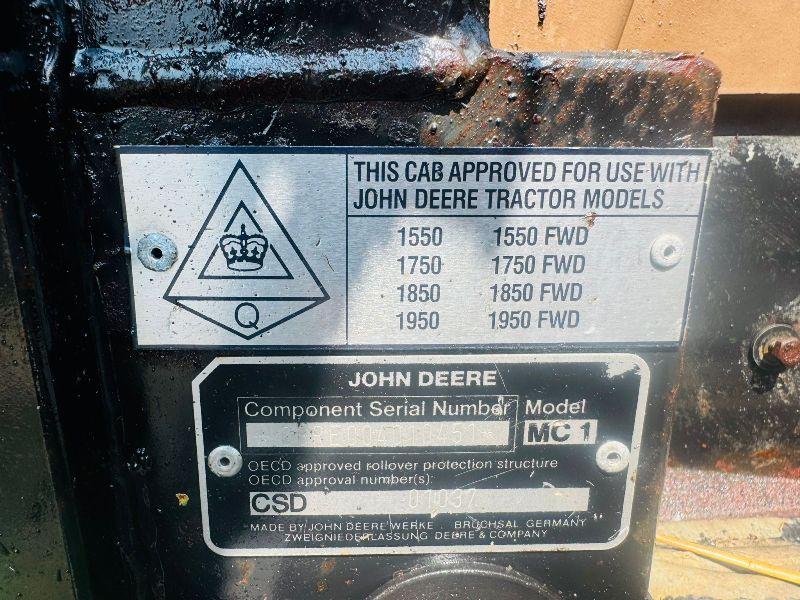 THIS CAB APPROVED FOR USE WITH
JOHN DEERE TRACTOR MODELS
1550 1550 FWD
1750 1750 FWD
1850 1850 FWD
1950 1950 FWD
Q
JOHN DEERE
Component Serial Number Model
MC 1
OECD approved rollover protection structure
OECD approval number(s):
CSD 01037
MADE BY JOHN DEERE WERKE BRUCHSAL GERMANY
ZWEIGNIEDERLASSUNG DEERE & COMPANY